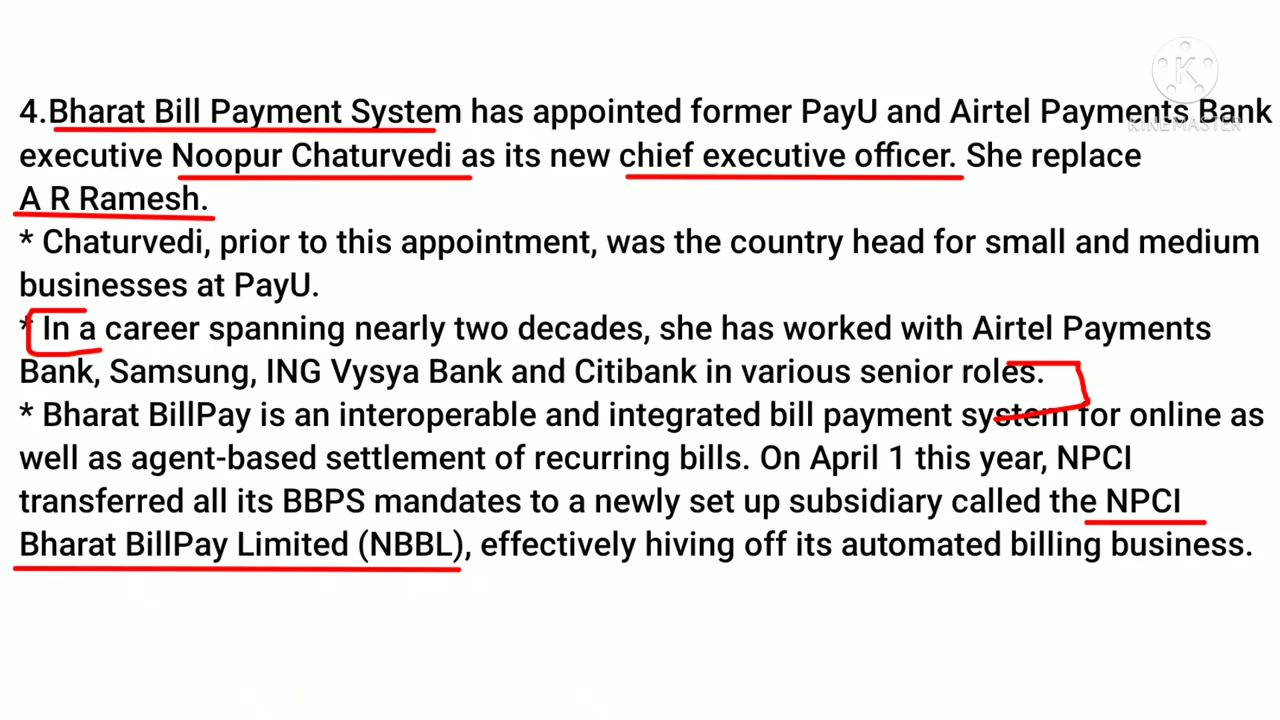 K
KINEMASTER
4.Bharat Bill Payment System has appointed former PayU and Airtel Payments Bank
executive Noopur Chaturvedi as its new chief executive officer. She replace
A R Ramesh.
* Chaturvedi, prior to this appointment, was the country head for small and medium
businesses at PayU.
* In a career spanning nearly two decades, she has worked with Airtel Payments
Bank, Samsung, ING Vysya Bank and Citibank in various senior roles.
* Bharat BillPay is an interoperable and integrated bill payment system for online as
well as agent-based settlement of recurring bills. On April 1 this year, NPCI
transferred all its BBPS mandates to a newly set up subsidiary called the NPCI
Bharat BillPay Limited (NBBL), effectively hiving off its automated billing business.